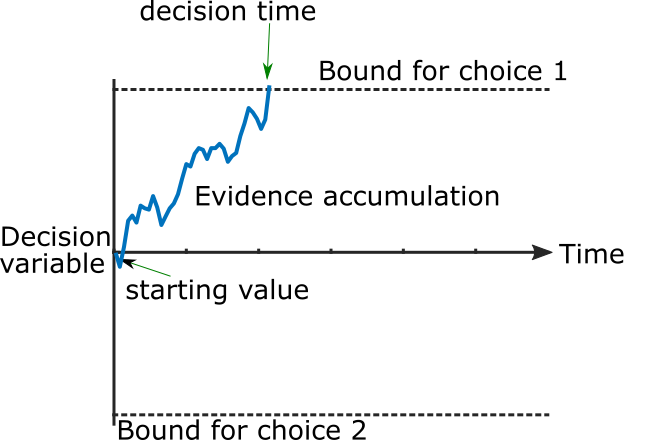 decision time
Bound for choice 1
Evidence accumulation
Decision
variable
Time
starting value
Bound for choice 2